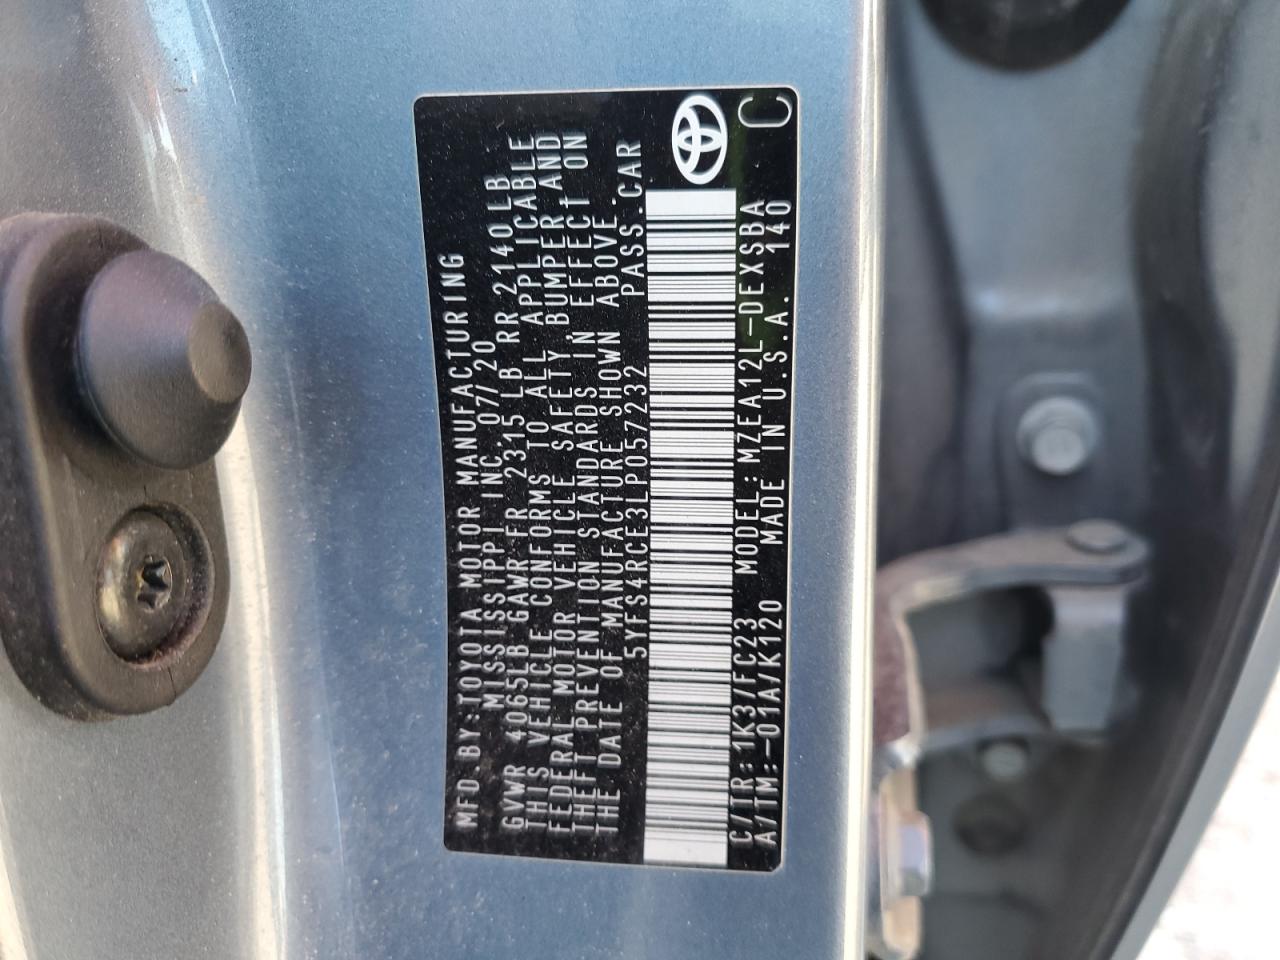 MFD BY:TOYOTA MOTOR MANUFACTURING
MISSISSIPPI INC. 07/20
GVWR 4065LB GAWR FR 2315 LB RR 2140LB
THIS VEHICLE CONFORMS TO ALL APPLICABLE
FEDERAL MOTOR VEHICLE SAFETY, BUMPER AND
THEFT PREVENTION STANDARDS IN EFFECT ON
THE DATE OF MANUFACTURE SHOWN ABOVE.
5YFS4RCE3LP057232 PASS.CAR
C/TR:1K3/FC23 MODEL:MZEA12L-DEXSBA
A/TM:-01A/K120 MADE IN U.S.A. 140
C